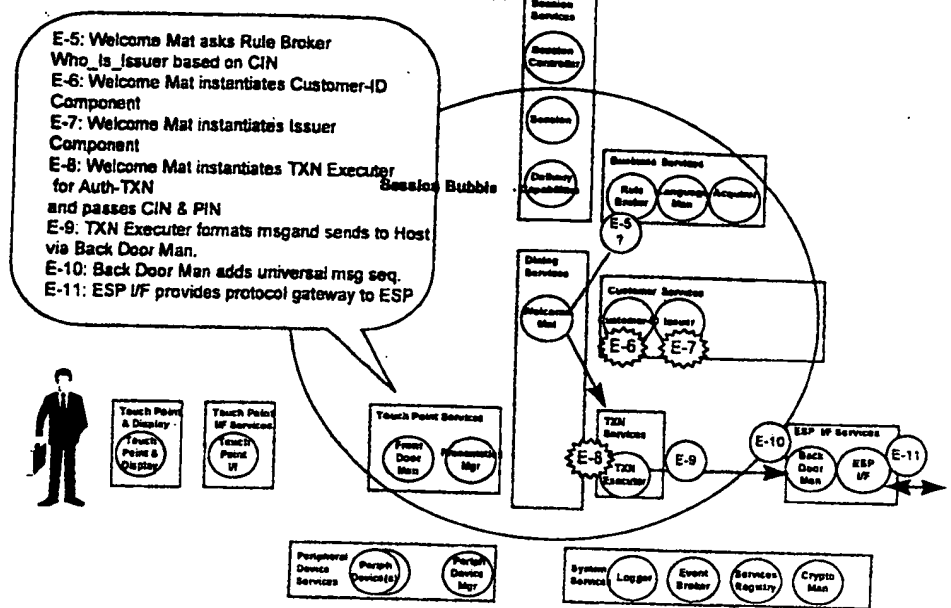 Session
Services
Session
Controller
Session
Delivery
Capabilities
E-5: Welcome Mat asks Rule Broker
Who_Is_Issuer based on CIN
E-6: Welcome Mat instantiates Customer-ID
Component
E-7: Welcome Mat instantiates Issuer
Component
E-8: Welcome Mat instantiates TXN Executer
for Auth-TXN
and passes CIN & PIN
E-9: TXN Executer formats msgand sends to Host
via Back Door Man.
E-10: Back Door Man adds universal msg seq.
E-11: ESP I/F provides protocol gateway to ESP
Session Bubble
Business Services
Rule
Broker
Language
Man
Acquirer
E-5
?
Dialog
Services
Welcome
Mat
Customer Services
Customer-ID
Issuer
E-6
E-7
Touch Point
& Display
Touch
Point &
Display
Touch Point
I/F Services
Touch
Point
I/f
Touch Point Services
Front
Door
Man
Presentation
Mgr
TXN
Services
E-8
TXN
Executer
E-9
E-10
ESP I/F Services
Back
Door
Man
ESP
I/F
E-11
Peripheral
Device
Services
Periph
Device(s)
Periph
Device
Mgr
System
Services
Logger
Event
Broker
Services
Registry
Crypto
Man